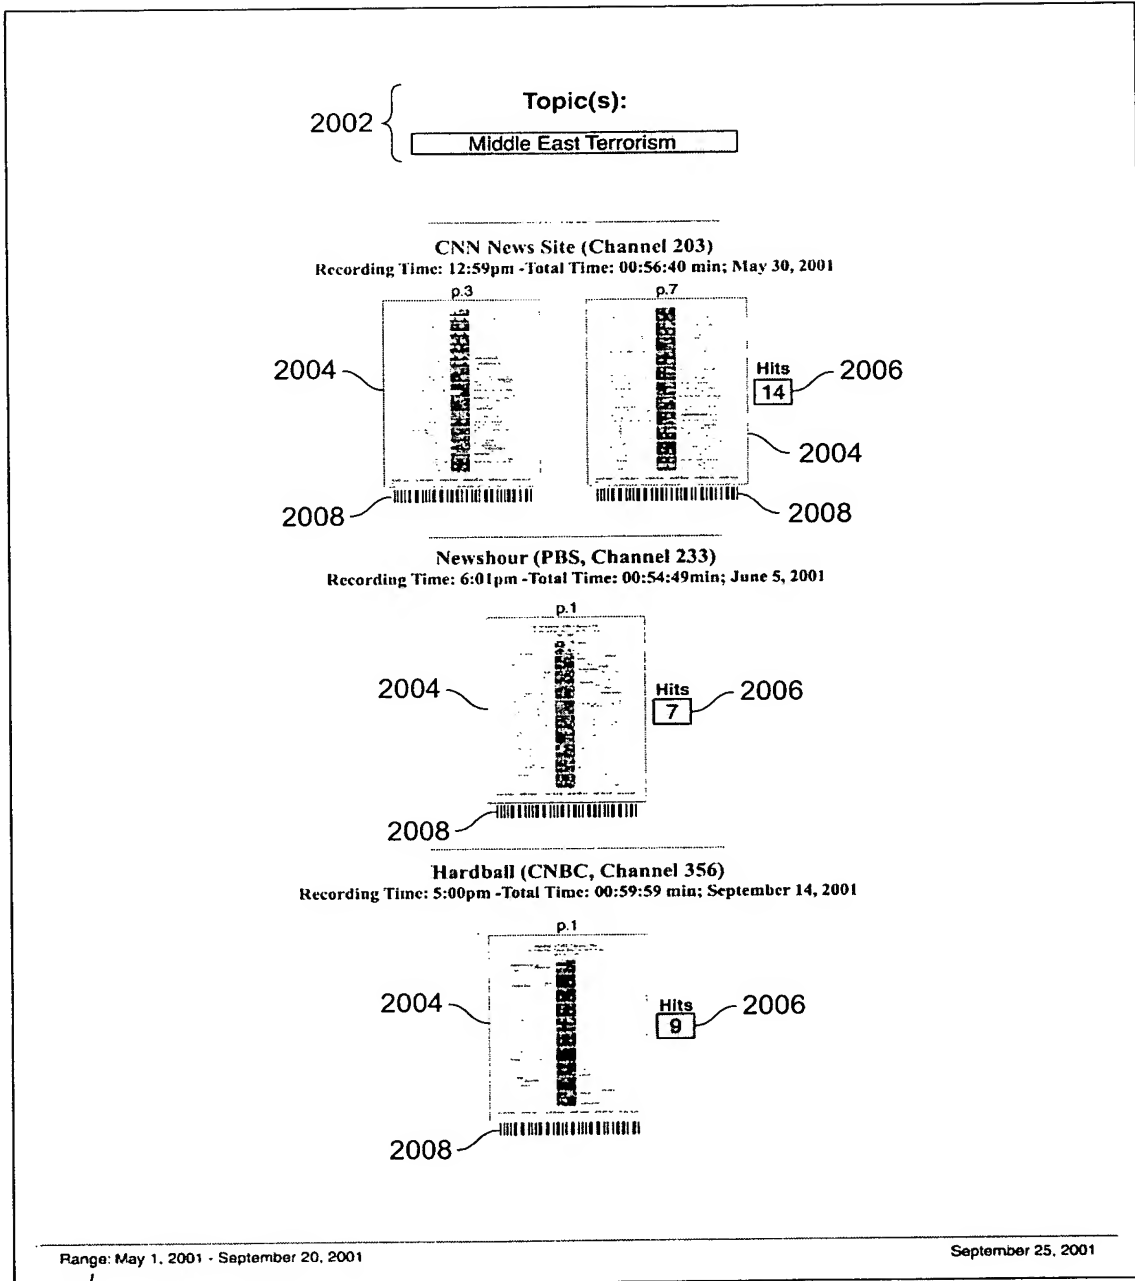 Topic(s):
2002
Middle East Terrorism
CNN News Site (Channel 203)
Recording Time: 12:59pm -Total Time: 00:56:40 min; May 30, 2001
p.3 p.7
2004
Hits
14
2006
2004
2008 2008
Newshour (PBS, Channel 233)
Recording Time: 6:01pm -Total Time: 00:54:49min; June 5, 2001
p.1
2004
Hits
7
2006
2008
Hardball (CNBC, Channel 356)
Recording Time: 5:00pm -Total Time: 00:59:59 min; September 14, 2001
p.1
2004
Hits
9
2006
2008
Range: May 1, 2001 - September 20, 2001 September 25, 2001